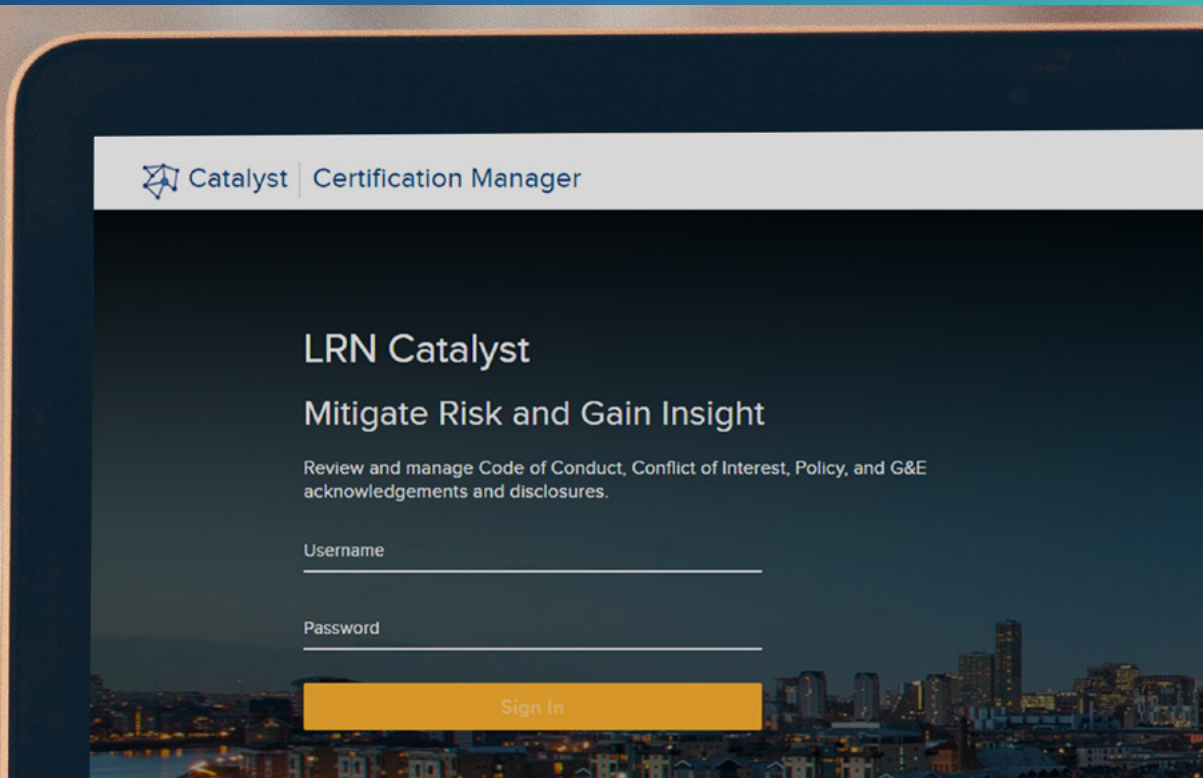 Catalyst | Certification Manager
LRN Catalyst
Mitigate Risk and Gain Insight
Review and manage Code of Conduct, Conflict of Interest, Policy, and G&E
acknowledgements and disclosures.
Username
Password
Sign In